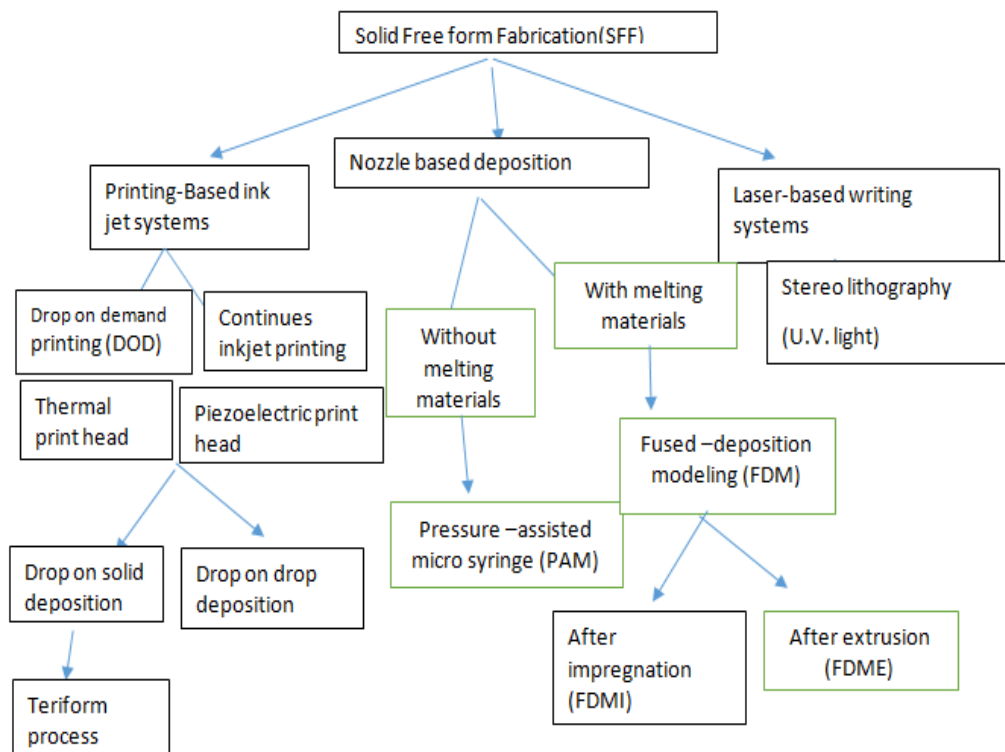 Solid Free form Fabrication(SFF)
Nozzle based deposition
Printing-Based ink
jet systems
Laser-based writing
systems
Drop on demand
printing (DOD)
Continues
inkjet printing
Without
melting
materials
With melting
materials
Stereo lithography
(U.V. light)
Thermal
print head
Piezoelectric print
head
Fused –deposition
modeling (FDM)
Pressure –assisted
micro syringe (PAM)
Drop on solid
deposition
Drop on drop
deposition
After
impregnation
(FDMI)
After extrusion
(FDME)
Teriform
process